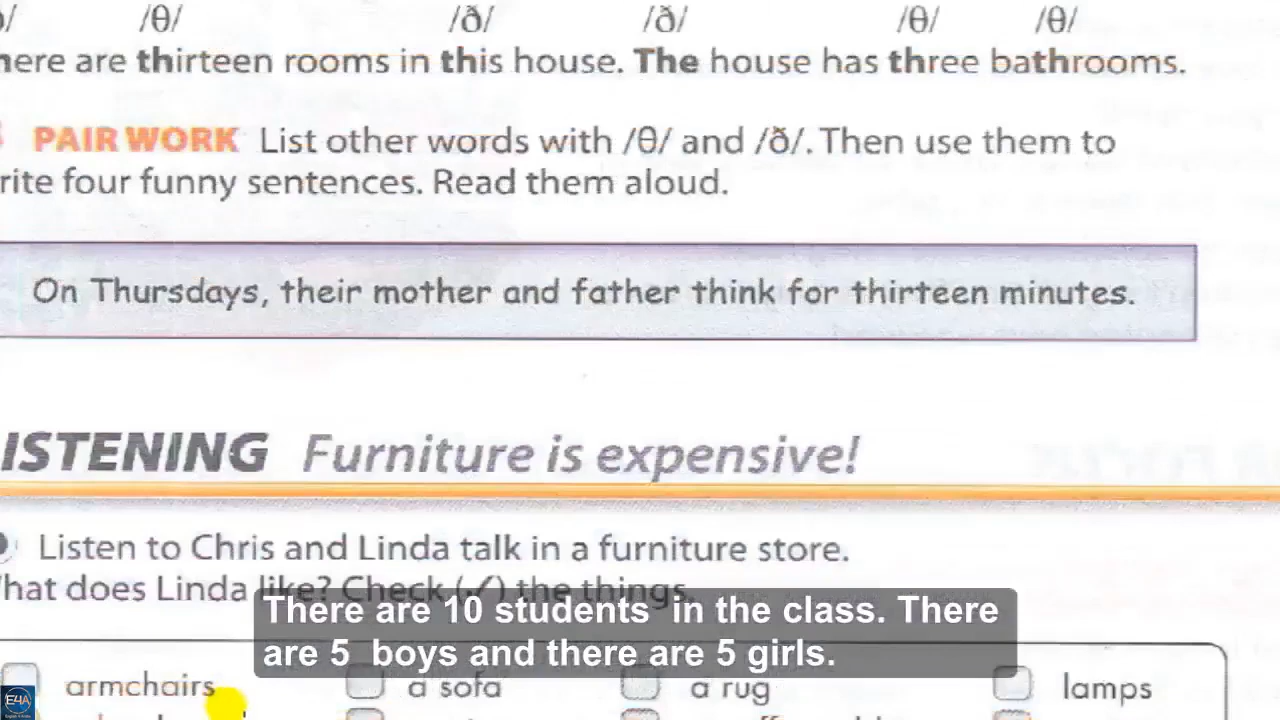 /θ/ /ð/ /ð/ /θ/ /θ/
here are thirteen rooms in this house. The house has three bathrooms.
PAIR WORK List other words with /θ/ and /ð/. Then use them to
rite four funny sentences. Read them aloud.
On Thursdays, their mother and father think for thirteen minutes.
ISTENING Furniture is expensive!
Listen to Chris and Linda talk in a furniture store.
hat does Linda like? Check (✓) the things.
There are 10 students in the class. There
are 5 boys and there are 5 girls.
armchairs a sofa a rug lamps
E4A